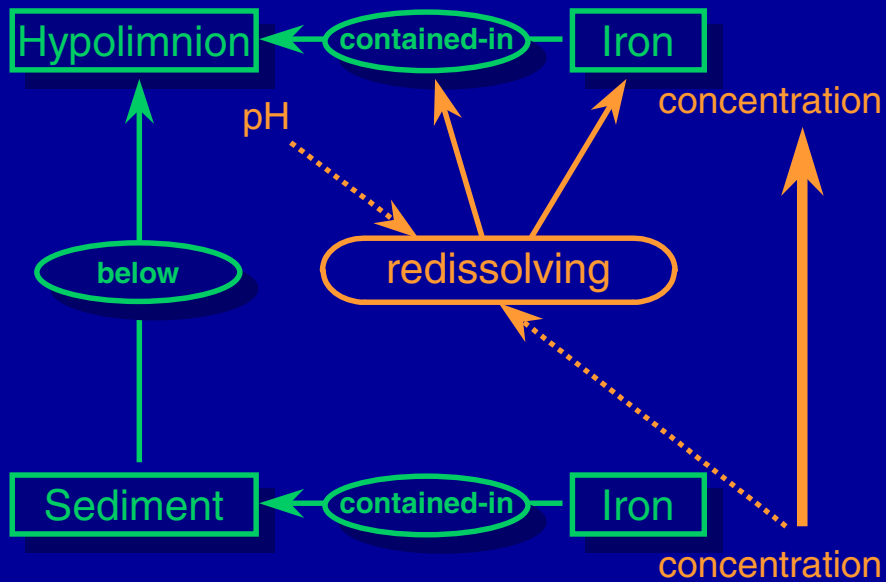 Hypolimnion
contained-in
Iron
concentration
pH
below
redissolving
Sediment
contained-in
Iron
concentration